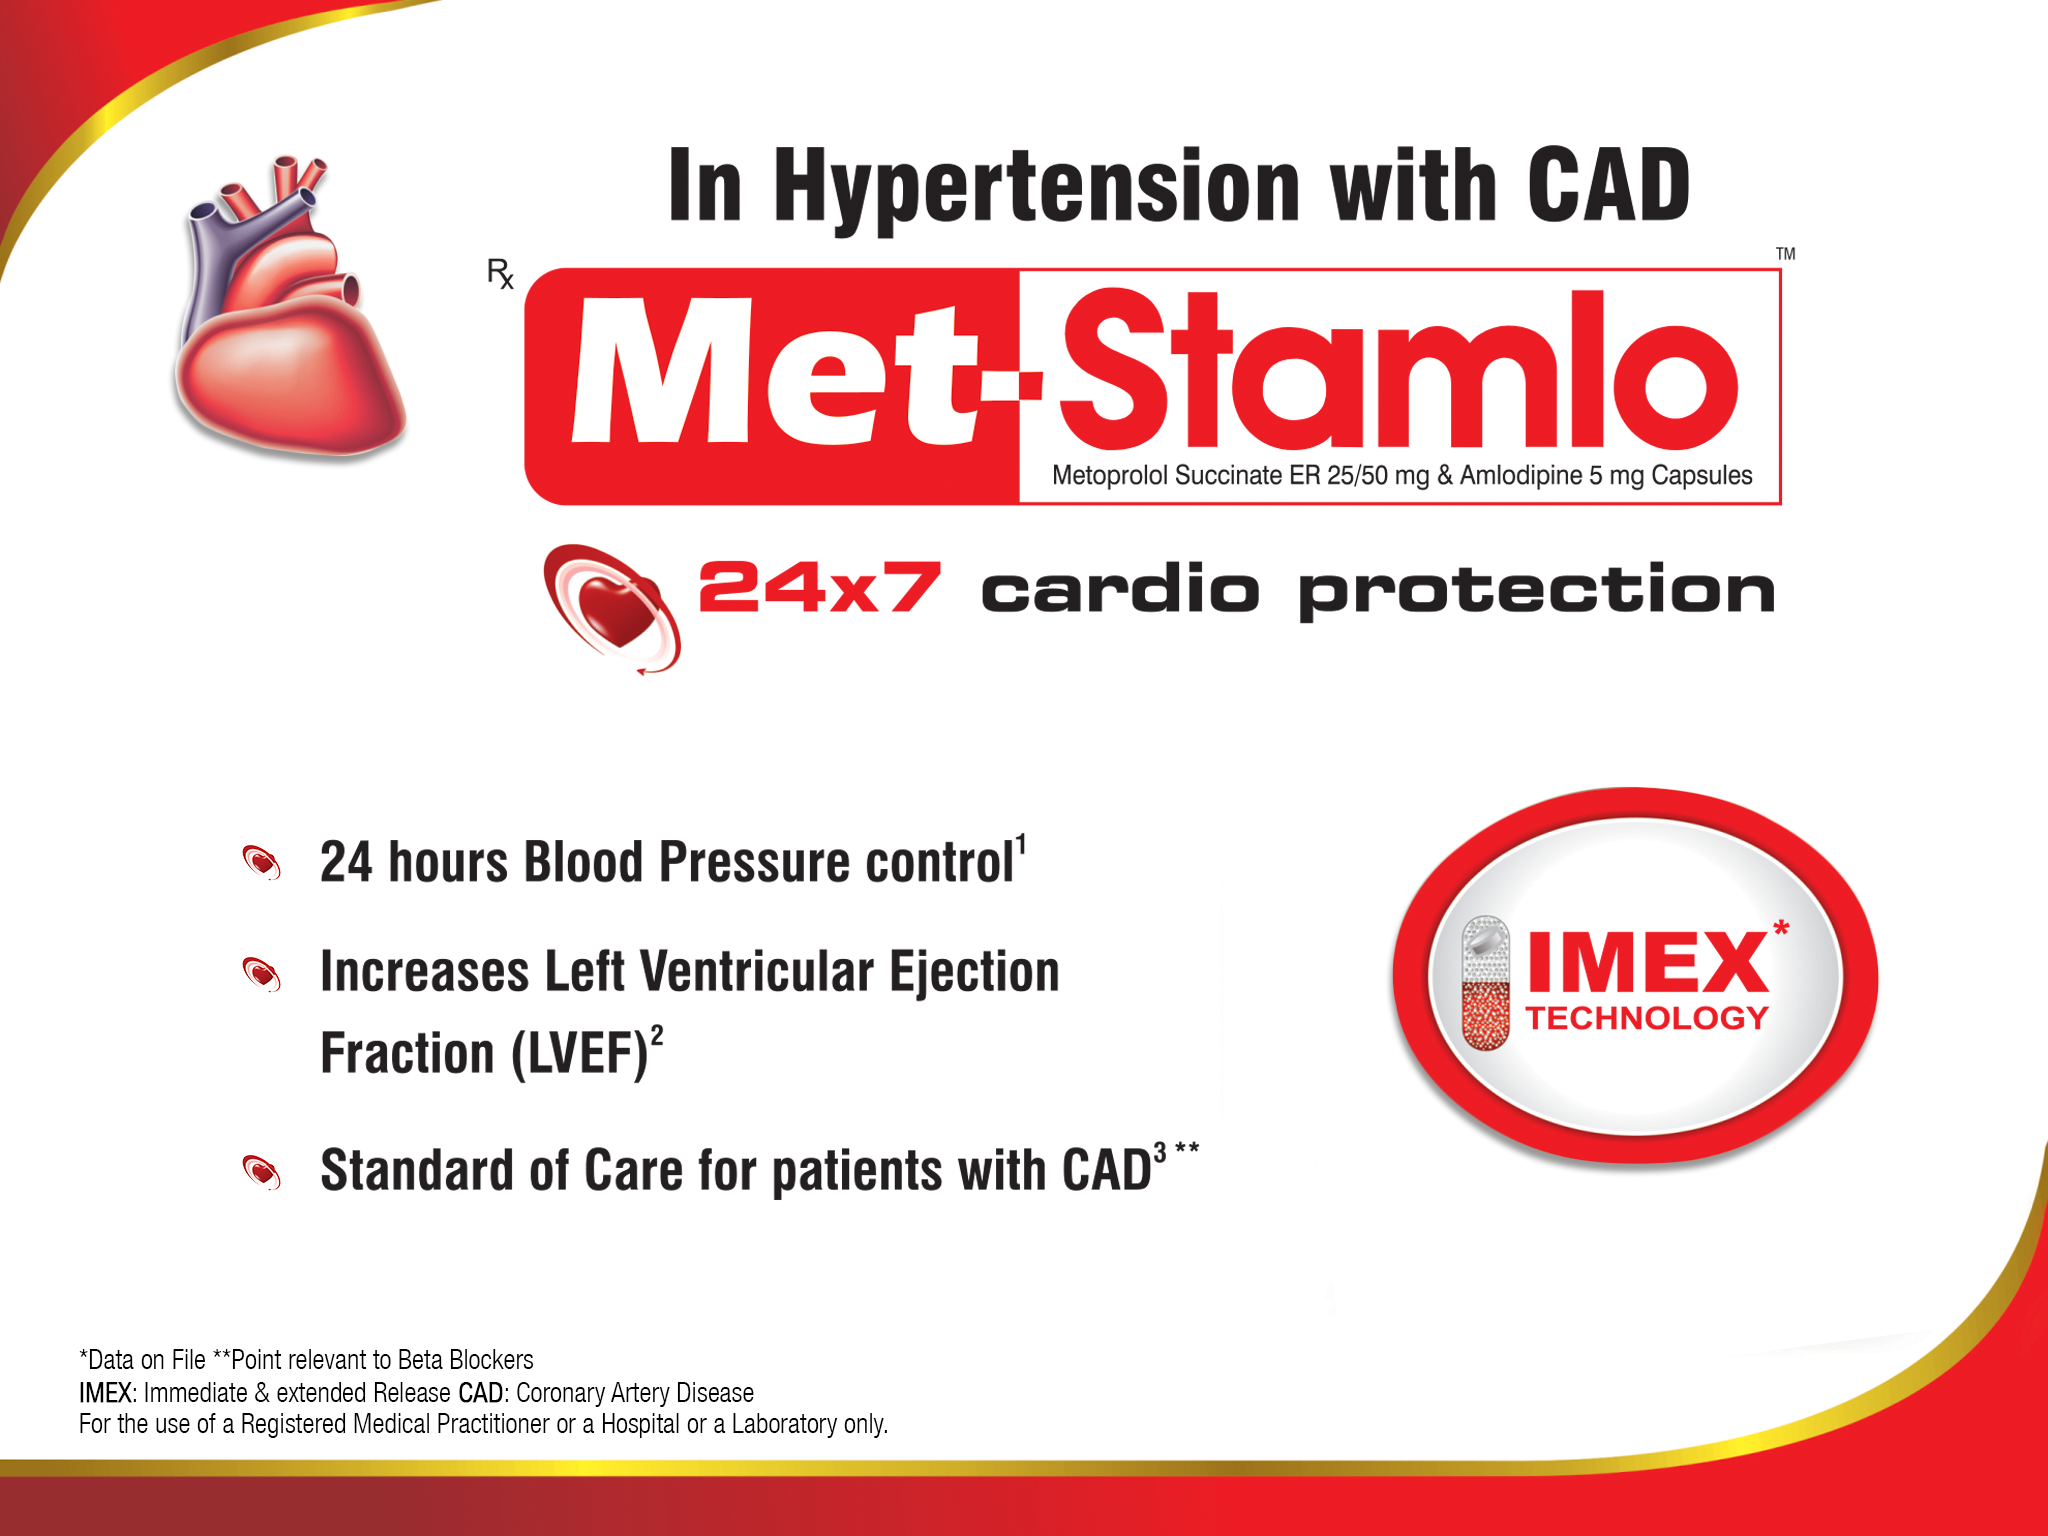 In Hypertension with CAD
Rx
Met-Stamlo™
Metoprolol Succinate ER 25/50 mg & Amlodipine 5 mg Capsules
24x7 cardio protection
24 hours Blood Pressure control¹
Increases Left Ventricular Ejection
Fraction (LVEF)²
Standard of Care for patients with CAD³ **
IMEX*
TECHNOLOGY
*Data on File **Point relevant to Beta Blockers
IMEX: Immediate & extended Release CAD: Coronary Artery Disease
For the use of a Registered Medical Practitioner or a Hospital or a Laboratory only.